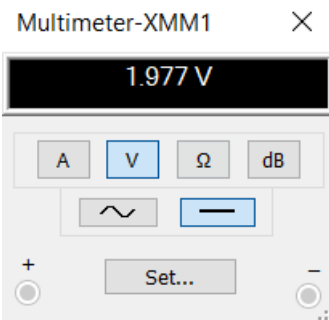 Multimeter-XMM1
1.977 V
A V Ω dB
+ Set... -